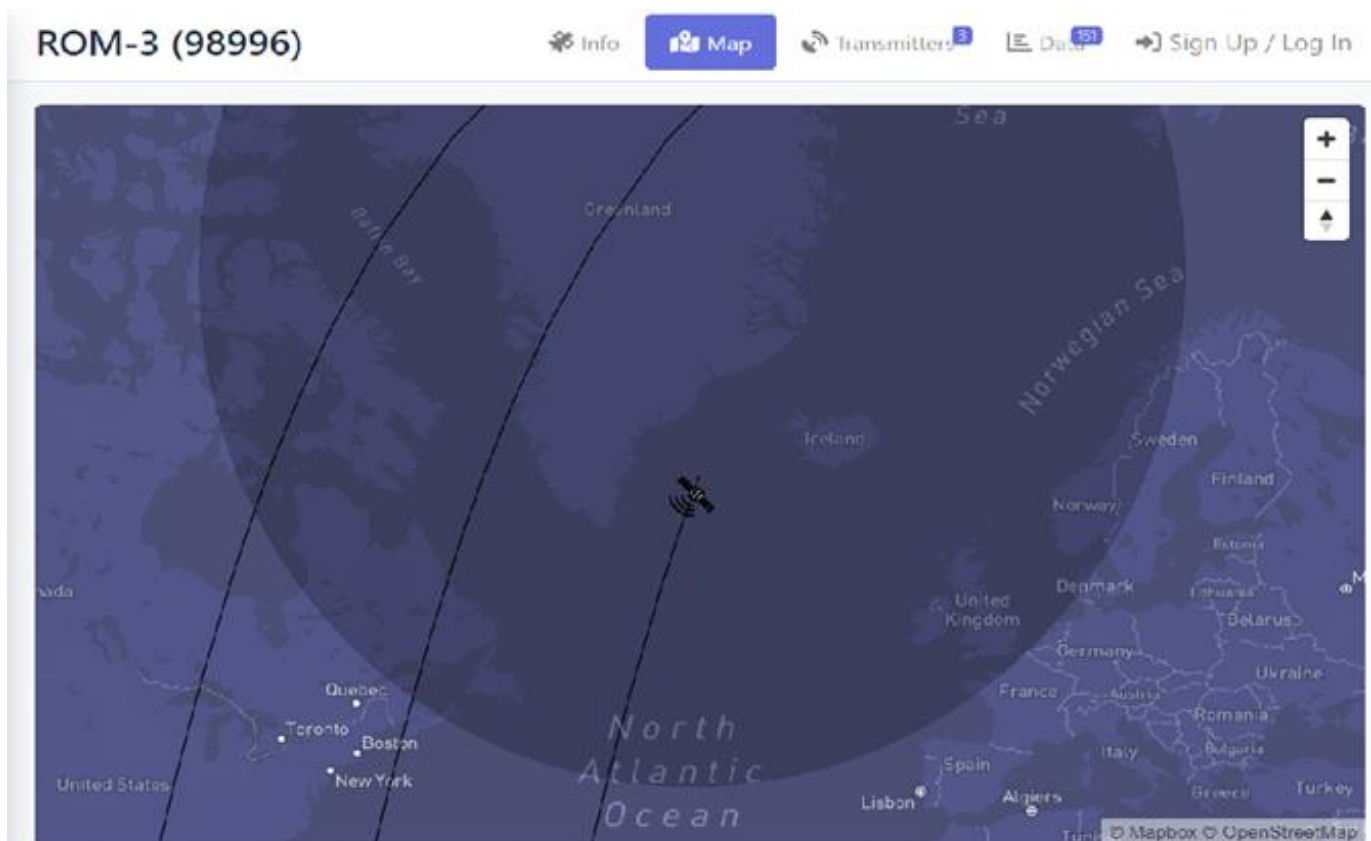 ROM-3 (98996)
Info
Map
Transmitters 3
Data 151
Sign Up / Log In
Sea
+
−
Greenland
Baffin Bay
Norwegian Sea
Iceland
Sweden
Finland
Norway
Estonia
nada
Denmark
Lithuania
M
United
Kingdom
Belarus
Germany
Ukraine
Quebec
France
Austria
Romania
Toronto
Boston
North
Atlantic
Ocean
Italy
Bulgaria
United States
New York
Spain
Lisbon
Algiers
Greece
Turkey
© Mapbox © OpenStreetMap